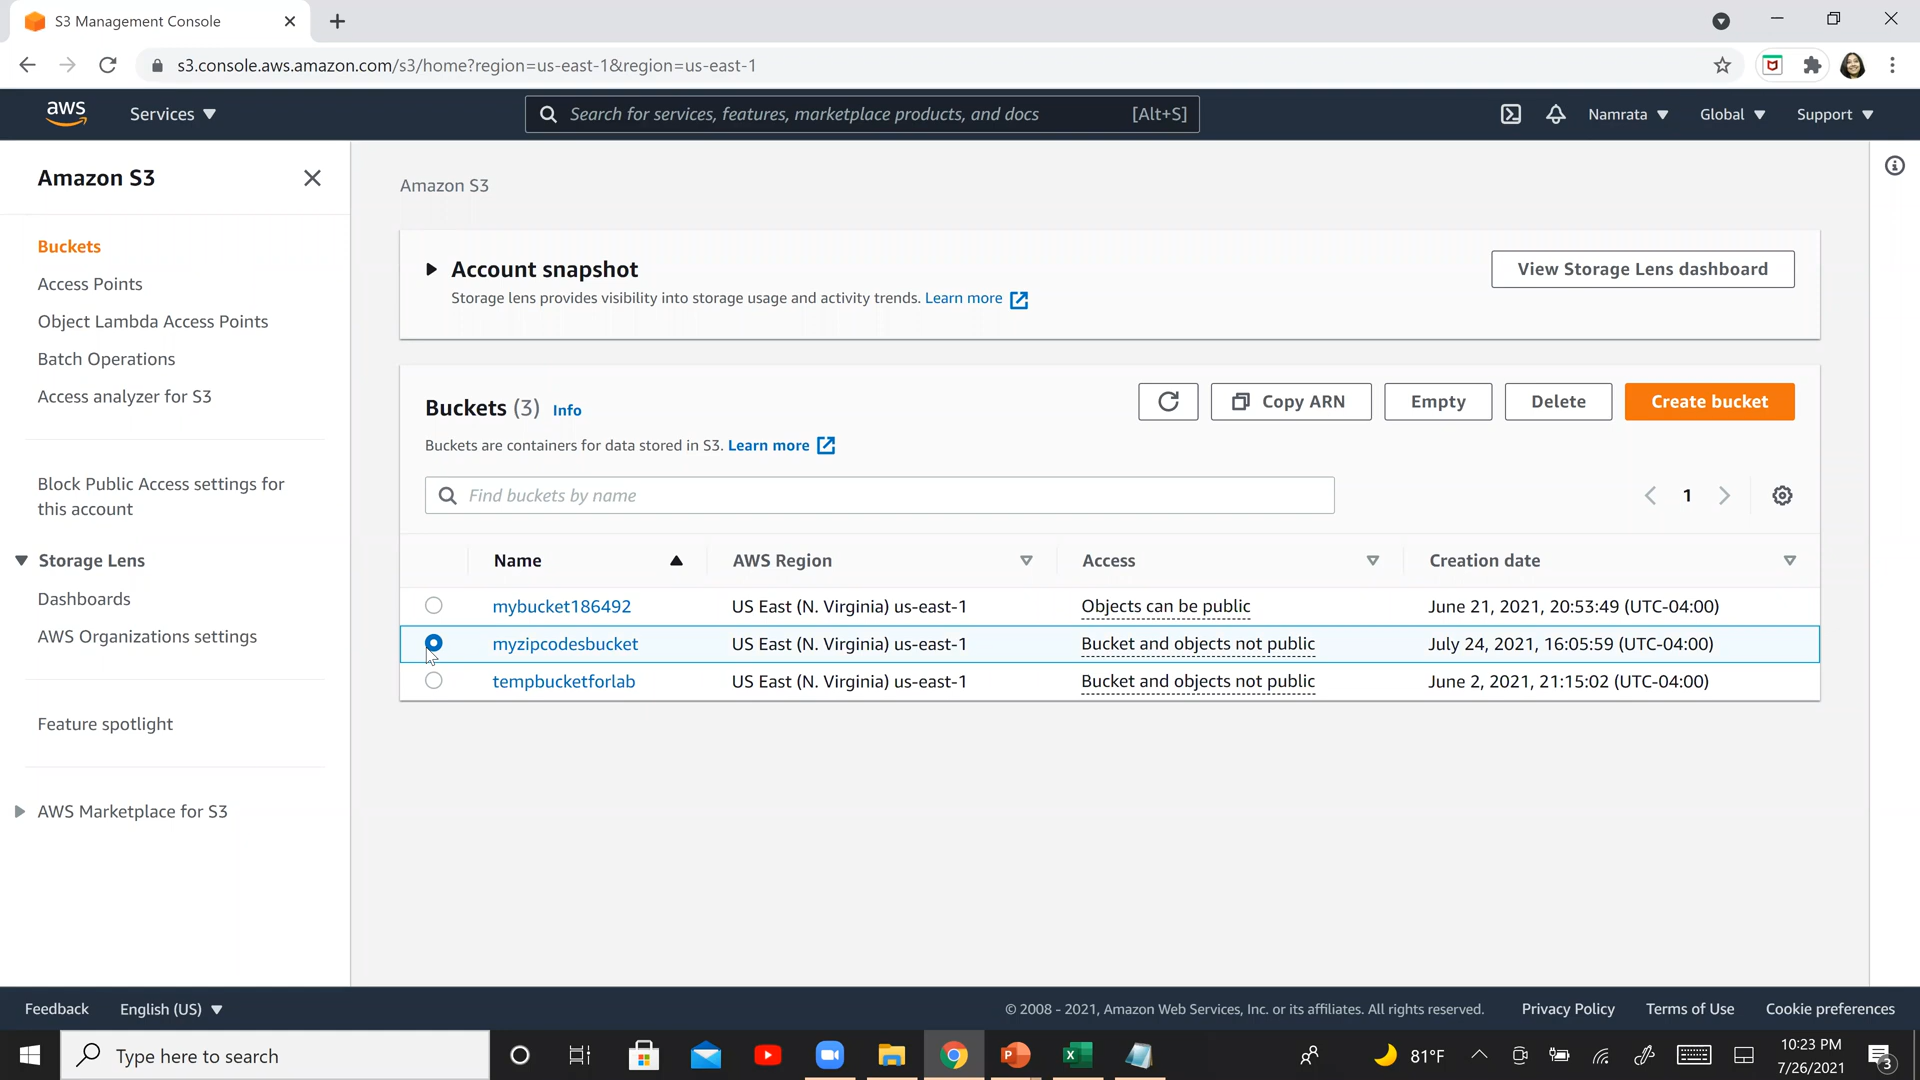 S3 Management Console
s3.console.aws.amazon.com/s3/home?region=us-east-1&region=us-east-1
aws
Services
Search for services, features, marketplace products, and docs [Alt+S]
Namrata
Global
Support
Amazon S3
Buckets
Access Points
Object Lambda Access Points
Batch Operations
Access analyzer for S3
Block Public Access settings for
this account
Storage Lens
Dashboards
AWS Organizations settings
Feature spotlight
AWS Marketplace for S3
Amazon S3
Account snapshot
View Storage Lens dashboard
Storage lens provides visibility into storage usage and activity trends. Learn more
Buckets (3) Info
Copy ARN
Empty
Delete
Create bucket
Buckets are containers for data stored in S3. Learn more
Find buckets by name
1
Name AWS Region Access Creation date
mybucket186492 US East (N. Virginia) us-east-1 Objects can be public June 21, 2021, 20:53:49 (UTC-04:00)
myzipcodesbucket US East (N. Virginia) us-east-1 Bucket and objects not public July 24, 2021, 16:05:59 (UTC-04:00)
tempbucketforlab US East (N. Virginia) us-east-1 Bucket and objects not public June 2, 2021, 21:15:02 (UTC-04:00)
Feedback
English (US)
© 2008 - 2021, Amazon Web Services, Inc. or its affiliates. All rights reserved.
Privacy Policy
Terms of Use
Cookie preferences
Type here to search
81°F
10:23 PM
7/26/2021
3